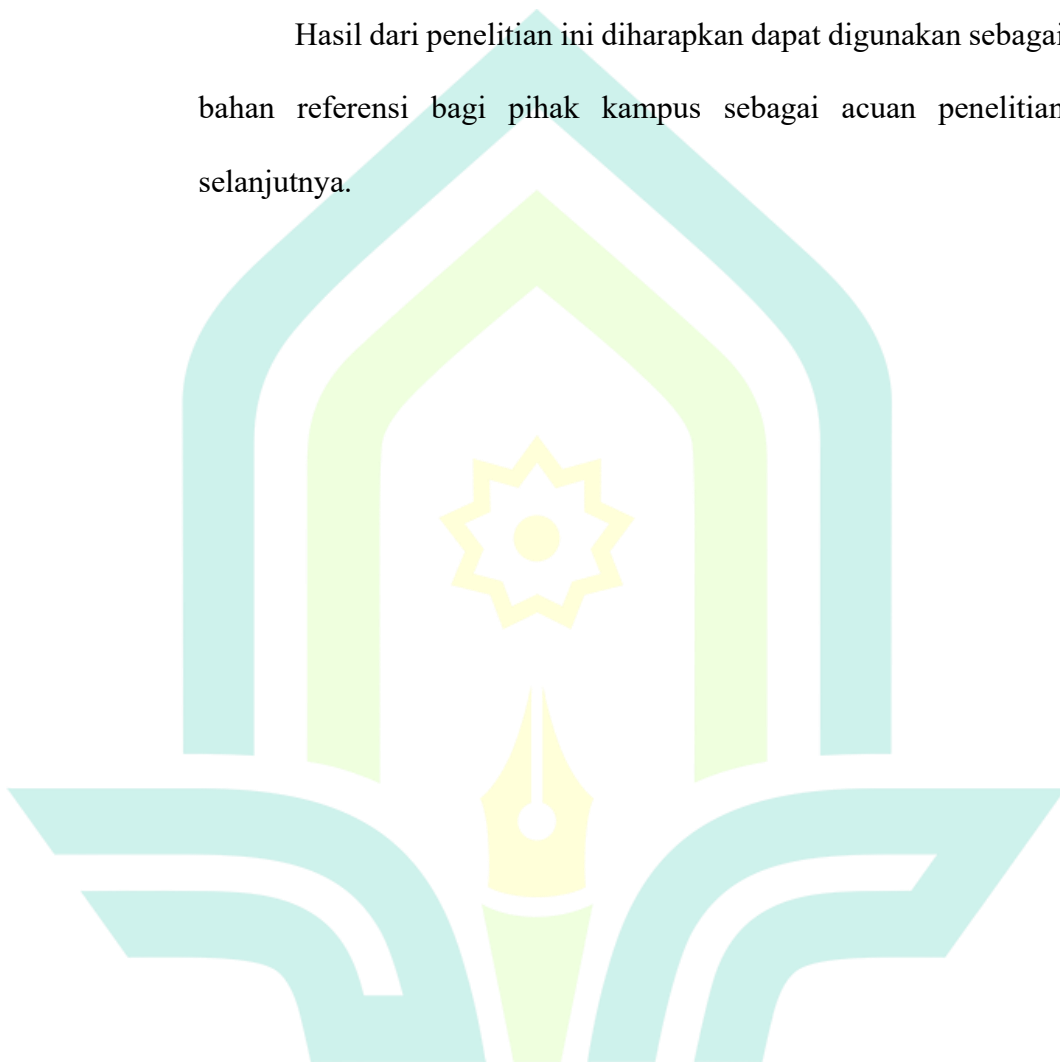 Hasil dari penelitian ini diharapkan dapat digunakan sebagai
bahan referensi bagi pihak kampus sebagai acuan penelitian
selanjutnya.